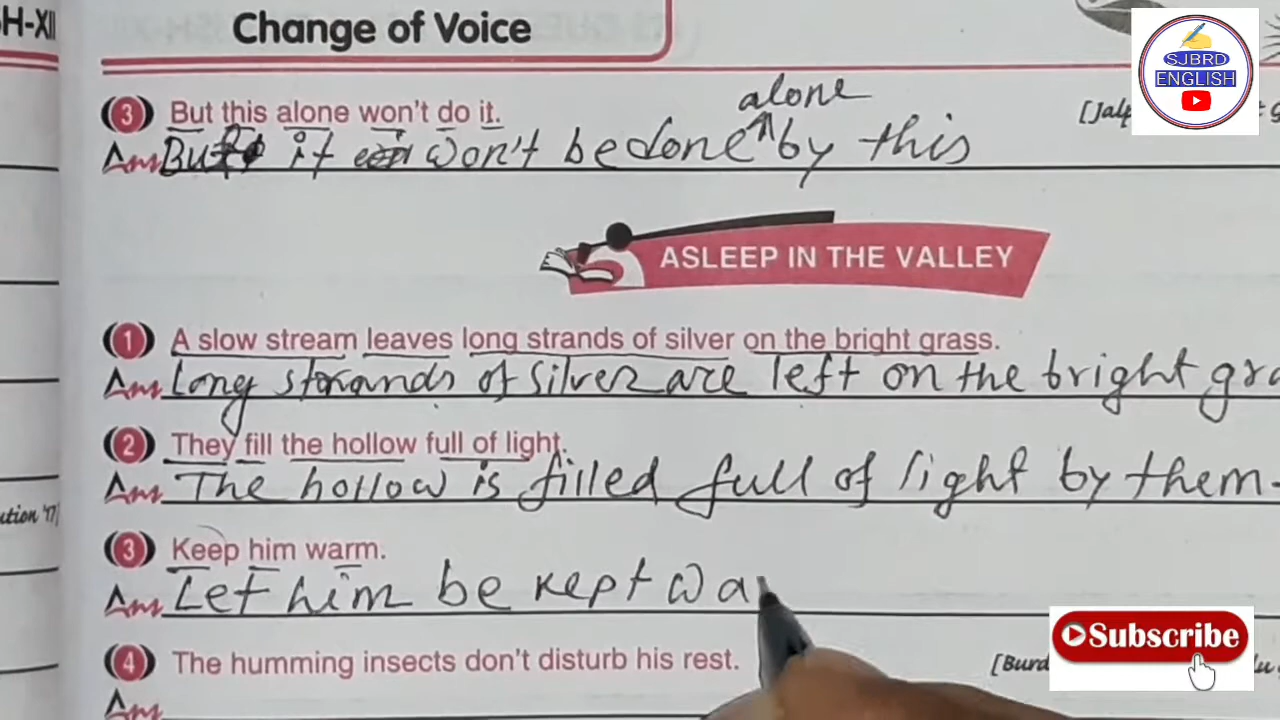 H-XII
Change of Voice
SJBRD
ENGLISH
3 But this alone won't do it.
alone
Ans But it won't be done by this
ASLEEP IN THE VALLEY
1 A slow stream leaves long strands of silver on the bright grass.
Ans Long strands of silver are left on the bright gra
2 They fill the hollow full of light.
Ans The hollow is filled full of light by them.
ution '17]
3 Keep him warm.
Ans Let him be kept wa
Subscribe
4 The humming insects don't disturb his rest.
[Burd
Ans